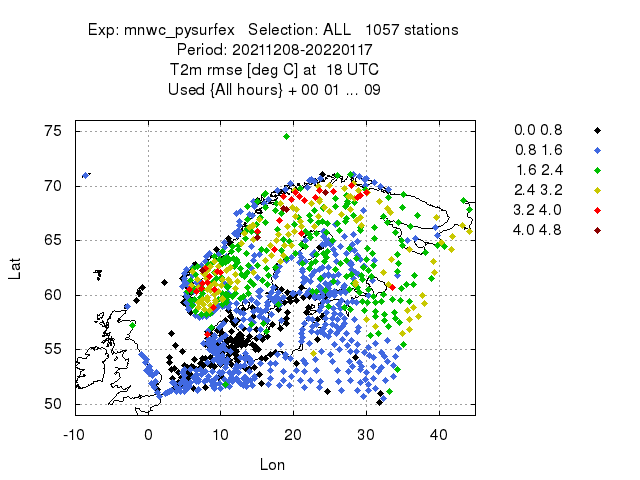 Exp: mnwc_pysurfex Selection: ALL 1057 stations
Period: 20211208-20220117
T2m rmse [deg C] at 18 UTC
Used {All hours} + 00 01 ... 09
75
70
65
60
55
50
Lat
-10 0 10 20 30 40
Lon
0.0 0.8
0.8 1.6
1.6 2.4
2.4 3.2
3.2 4.0
4.0 4.8